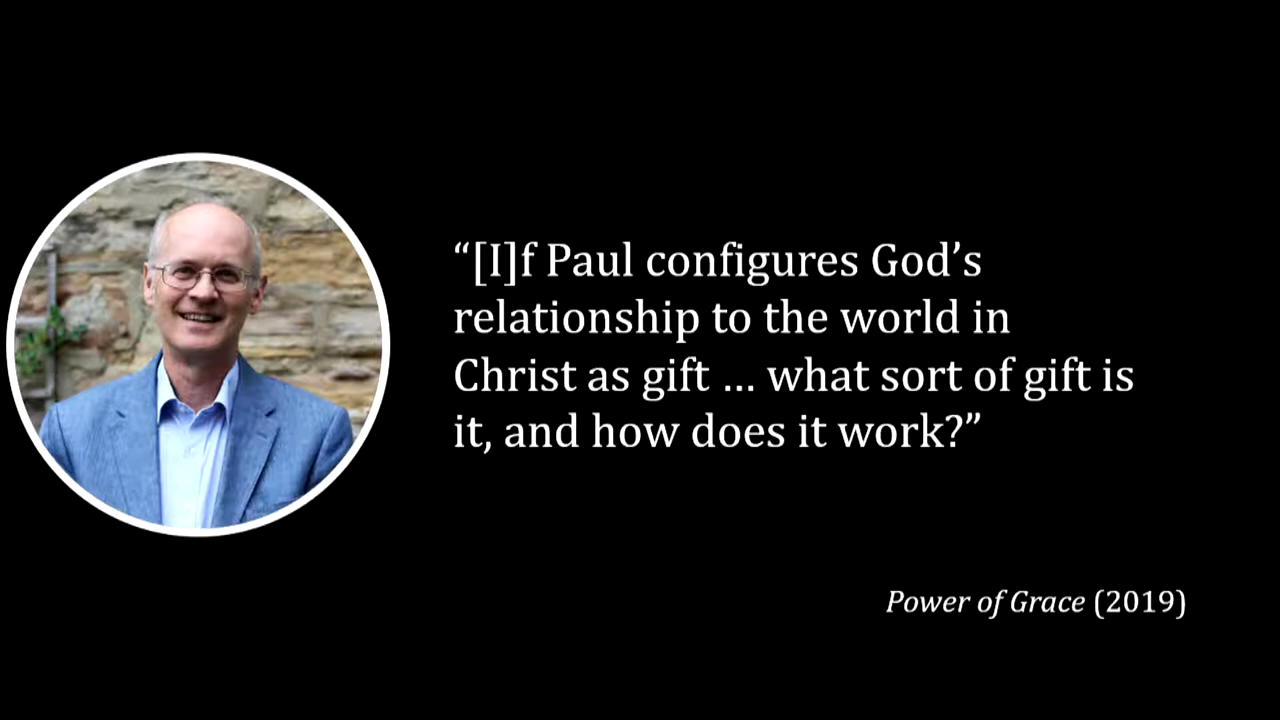 “[I]f Paul configures God’s
relationship to the world in
Christ as gift … what sort of gift is
it, and how does it work?”
Power of Grace (2019)